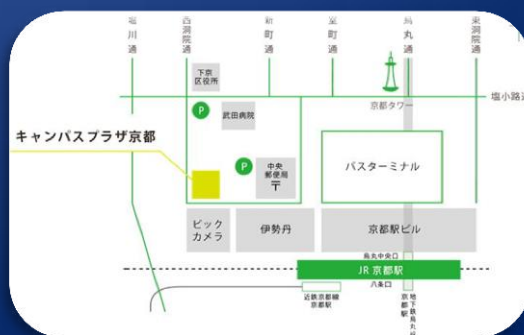 堀川通
西洞院通
新町通
室町通
烏丸通
東洞院通
下京
区役所
京都タワー
塩小路通
P
武田病院
キャンパスプラザ京都
P
中央
郵便局
〒
バスターミナル
ビック
カメラ
伊勢丹
京都駅ビル
烏丸中央口
JR 京都駅
八条口
近鉄京都線
京都駅
地下鉄烏丸線
京都駅